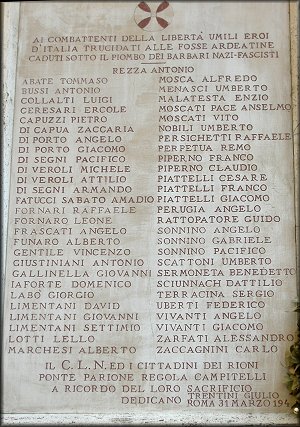 AI COMBATTENTI DELLA LIBERTA' UMILI EROI
D'ITALIA TRUCIDATI ALLE FOSSE ARDEATINE
CADUTI SOTTO IL PIOMBO DEI BARBARI NAZI-FASCISTI
REZZA ANTONIO
ABATE TOMMASO
BUSSI ANTONIO
COLLALTI LUIGI
CERESARI ERCOLE
CAPUZZI PIETRO
DI CAPUA ZACCARIA
DI PORTO ANGELO
DI PORTO GIACOMO
DI SEGNI PACIFICO
DI VEROLI MICHELE
DI VEROLI ATTILIO
DI SEGNI ARMANDO
FATUCCI SABATO AMADIO
FORNARI RAFFAELE
FORNARO LEONE
FRASCATI ANGELO
FUNARO ALBERTO
GENTILE VINCENZO
GIUSTINIANI ANTONIO
GALLINELLA GIOVANNI
IAFORTE DOMENICO
LABO' GIORGIO
LIMENTANI DAVID
LIMENTANI GIOVANNI
LIMENTANI SETTIMIO
LOTTI LELLO
MARCHESI ALBERTO
MOSCA ALFREDO
MENASCI UMBERTO
MALATESTA ENZIO
MOSCATI PACE ANSELMO
MOSCATI VITO
NOBILI UMBERTO
PERSICHETTI RAFFAELE
PERPETUA REMO
PIPERNO FRANCO
PIPERNO CLAUDIO
PIATTELLI CESARE
PIATTELLI FRANCO
PIATTELLI GIACOMO
PERUGIA ANGELO
RATTOPATORE GUIDO
SONNINO ANGELO
SONNINO GABRIELE
SONNINO PACIFICO
SCATTONI UMBERTO
SERMONETA BENEDETTO
SCIUNNACH DATTILIO
TERRACINA SERGIO
UBERTI FEDERICO
VIVANTI ANGELO
VIVANTI GIACOMO
ZARFATI ALESSANDRO
ZACCAGNINI CARLO
IL C.L.N. ED I CITTADINI DEI RIONI
PONTE PARIONE REGOLA CAMPITELLI
A RICORDO DEL LORO SACRIFICIO
DEDICANO
TRENTINI GIULIO
ROMA 31 MARZO